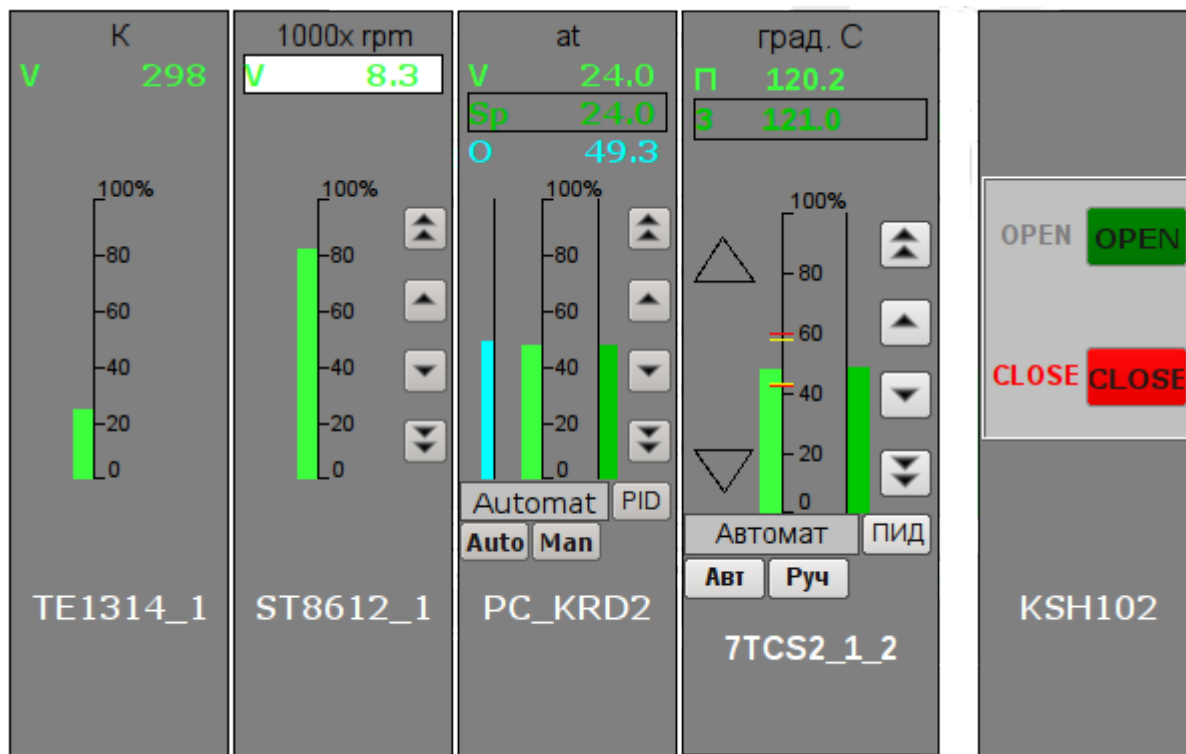 K
V 298
100%
80
60
40
20
0
TE1314_1
1000x rpm
V 8.3
100%
80
60
40
20
0
ST8612_1
at
V 24.0
Sp 24.0
O 49.3
100%
80
60
40
20
0
Automat PID
Auto Man
PC_KRD2
град. С
П 120.2
З 121.0
100%
80
60
40
20
0
Автомат ПИД
Авт Руч
7TCS2_1_2
OPEN OPEN
CLOSE CLOSE
KSH102